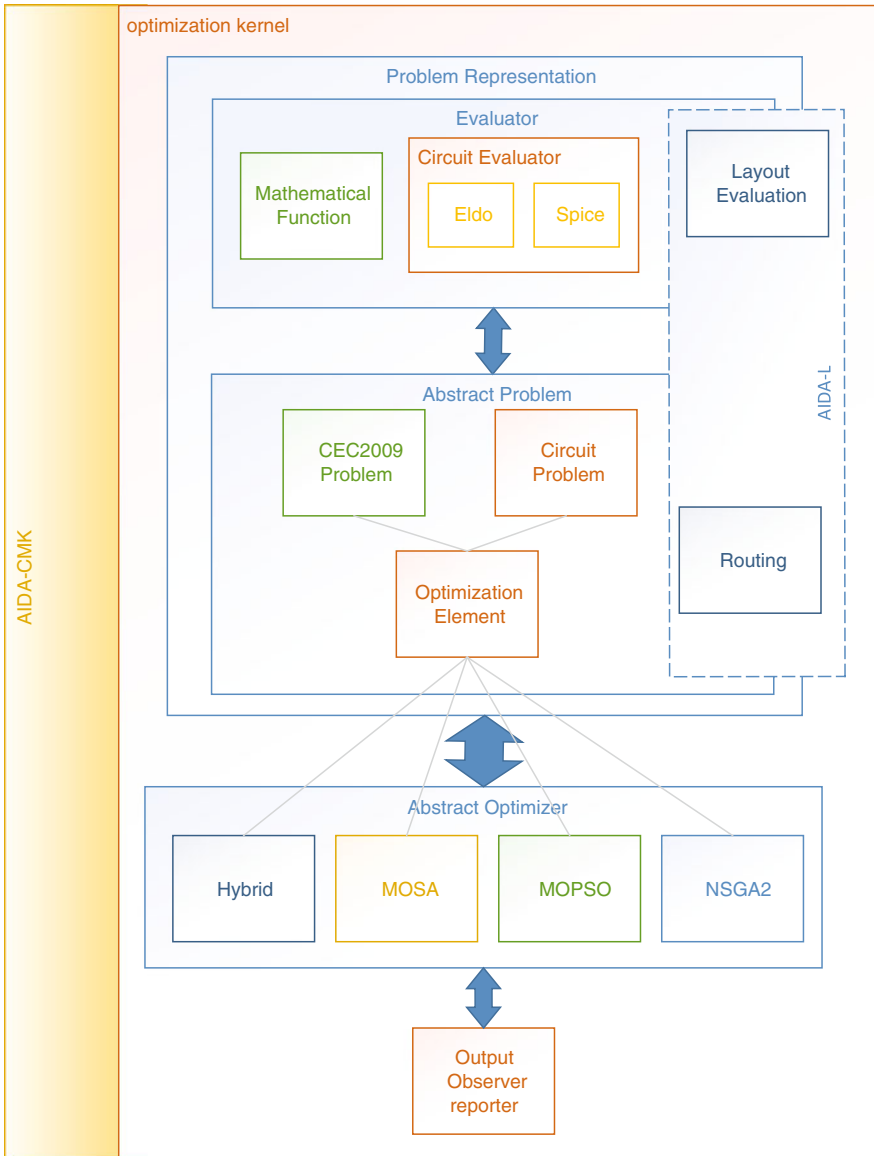 optimization kernel
Problem Representation
Evaluator
Circuit Evaluator
Mathematical
Function
Eldo
Spice
Layout
Evaluation
AIDA-L
Abstract Problem
CEC2009
Problem
Circuit
Problem
Routing
Optimization
Element
AIDA-CMK
Abstract Optimizer
Hybrid
MOSA
MOPSO
NSGA2
Output
Observer
reporter